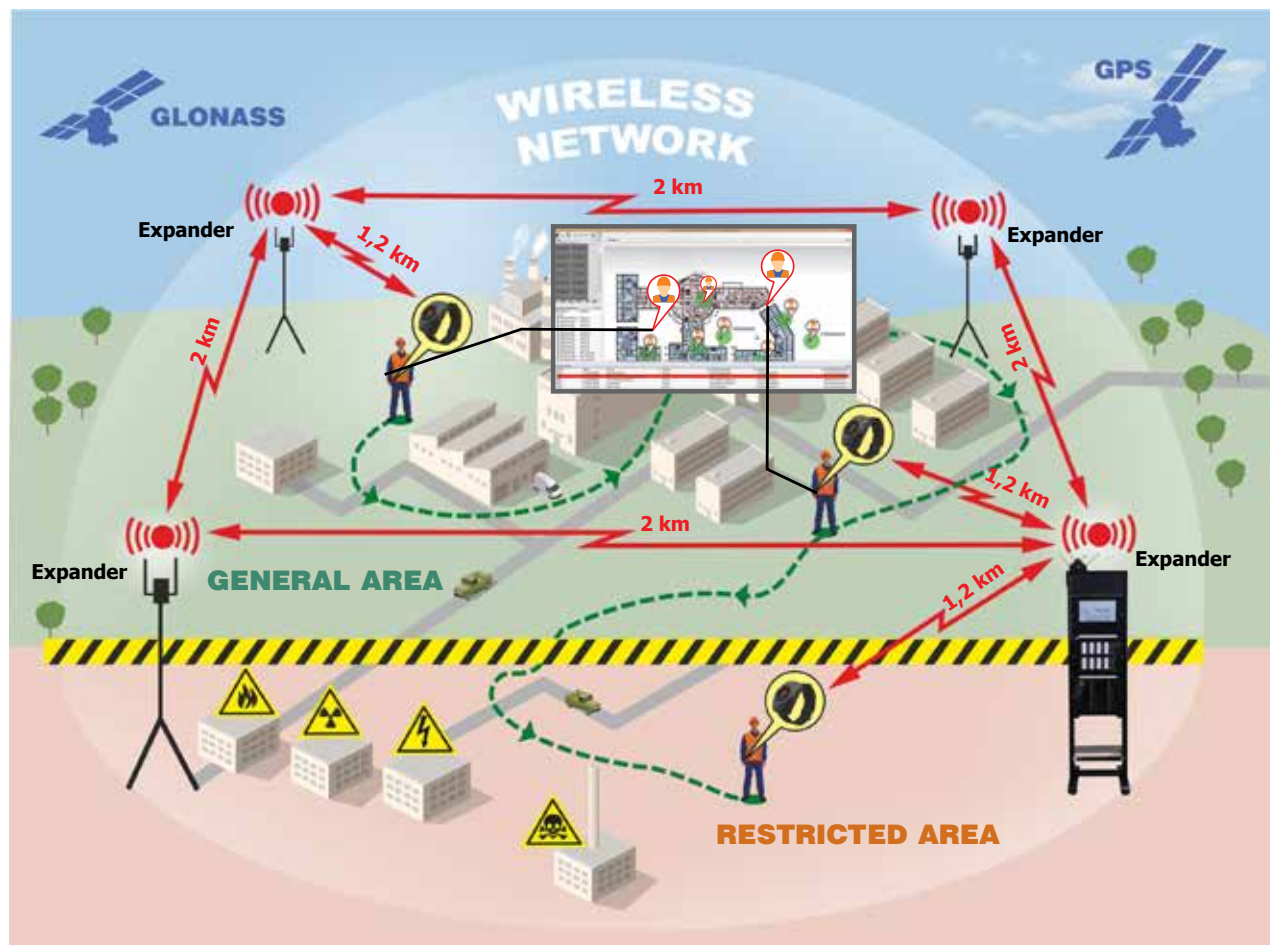 GPS
GLONASS
WIRELESS
NETWORK
2 km
Expander
1,2 km
Expander
2 km
2 km
1,2 km
2 km
Expander
Expander
GENERAL AREA
1,2 km
RESTRICTED AREA